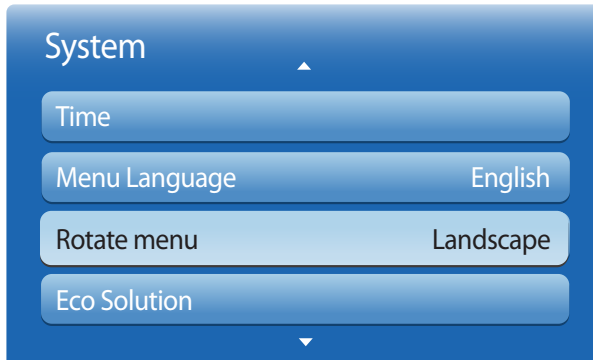 System
Time
Menu Language English
Rotate menu Landscape
Eco Solution